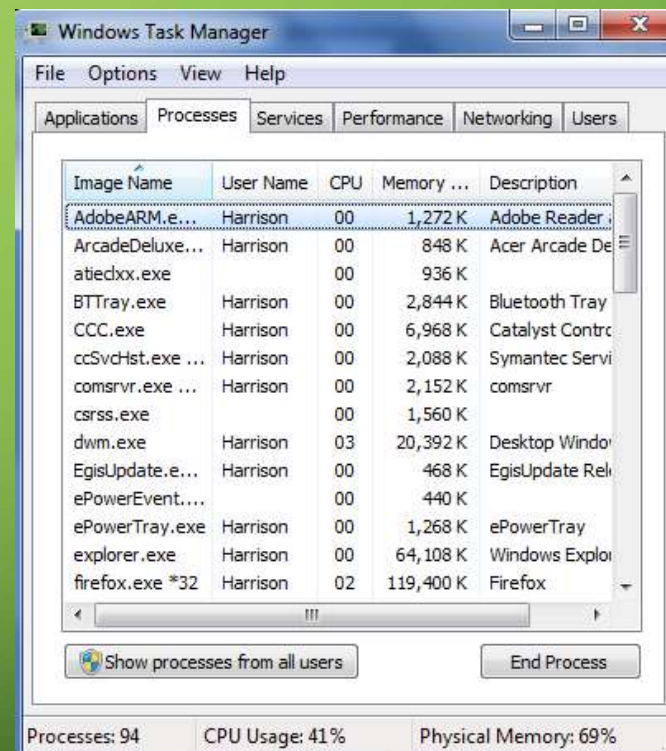 Windows Task Manager
File Options View Help
Applications Processes Services Performance Networking Users
Image Name User Name CPU Memory ... Description
AdobeARM.e... Harrison 00 1,272 K Adobe Reader
ArcadeDeluxe... Harrison 00 848 K Acer Arcade De
atieclxx.exe 00 936 K
BTTray.exe Harrison 00 2,844 K Bluetooth Tray
CCC.exe Harrison 00 6,968 K Catalyst Contro
ccSvcHst.exe ... Harrison 00 2,088 K Symantec Servi
comsrvr.exe ... Harrison 00 2,152 K comsrvr
csrss.exe 00 1,560 K
dwm.exe Harrison 03 20,392 K Desktop Windo
EgisUpdate.e... Harrison 00 468 K EgisUpdate Rel
ePowerEvent.... 00 440 K
ePowerTray.exe Harrison 00 1,268 K ePowerTray
explorer.exe Harrison 00 64,108 K Windows Explo
firefox.exe *32 Harrison 02 119,400 K Firefox
Show processes from all users End Process
Processes: 94 CPU Usage: 41% Physical Memory: 69%